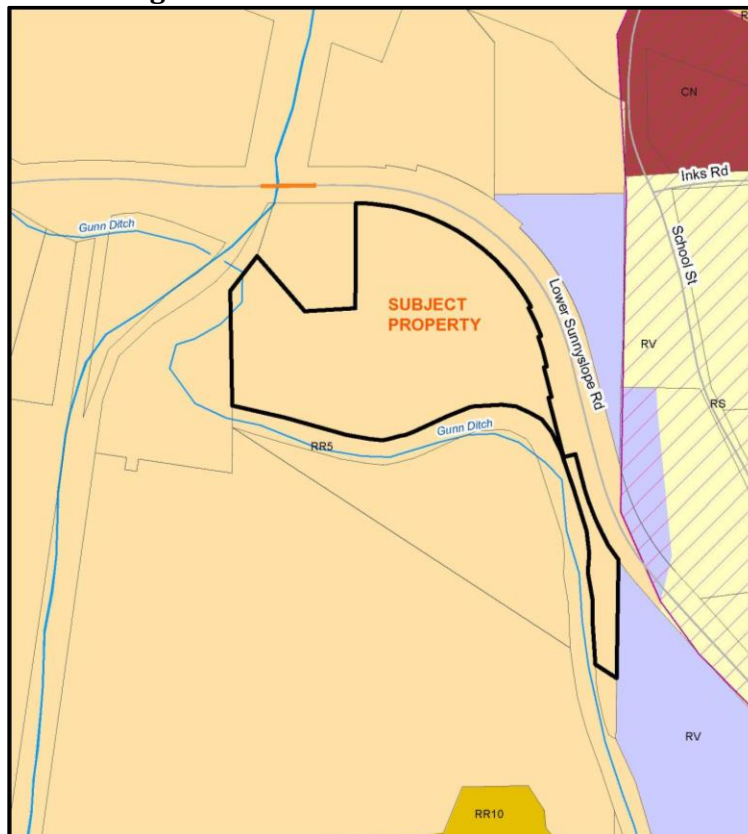 CN
Inks Rd
School St
Gunn Ditch
Lower Sunnyslope Rd
SUBJECT
PROPERTY
RV
RS
Gunn Ditch
RR5
RV
RR10